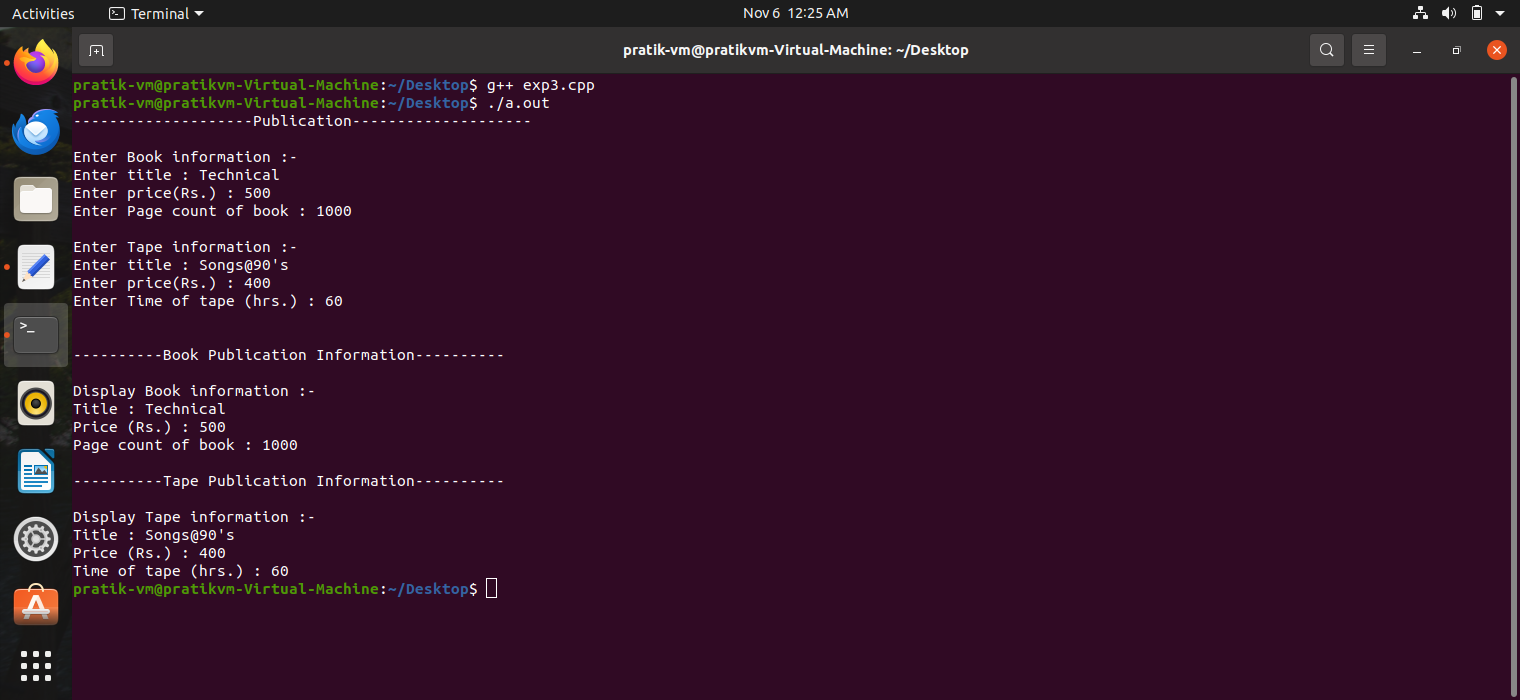 Activities
Terminal
Nov 6 12:25 AM
pratik-vm@pratikvm-Virtual-Machine: ~/Desktop
pratik-vm@pratikvm-Virtual-Machine:~/Desktop$ g++ exp3.cpp
pratik-vm@pratikvm-Virtual-Machine:~/Desktop$ ./a.out
--------------------Publication--------------------
Enter Book information :-
Enter title : Technical
Enter price(Rs.) : 500
Enter Page count of book : 1000
Enter Tape information :-
Enter title : Songs@90's
Enter price(Rs.) : 400
Enter Time of tape (hrs.) : 60
----------Book Publication Information----------
Display Book information :-
Title : Technical
Price (Rs.) : 500
Page count of book : 1000
----------Tape Publication Information----------
Display Tape information :-
Title : Songs@90's
Price (Rs.) : 400
Time of tape (hrs.) : 60
pratik-vm@pratikvm-Virtual-Machine:~/Desktop$